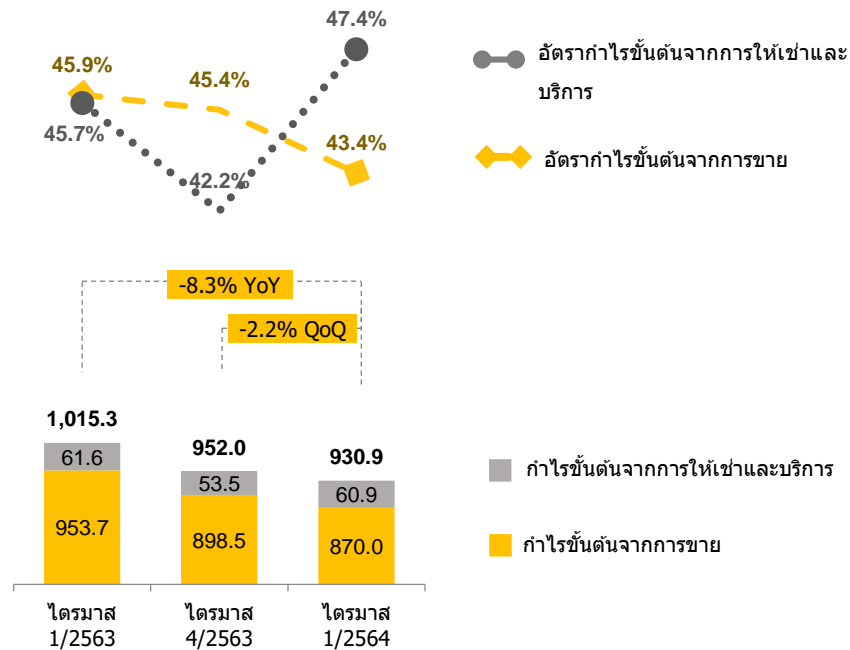 47.4%
45.9%
45.4%
45.7%
43.4%
42.2%
อัตรากำไรขั้นต้นจากการให้เช่าและ
บริการ
อัตรากำไรขั้นต้นจากการขาย
-8.3% YoY
-2.2% QoQ
1,015.3
952.0
930.9
61.6
53.5
60.9
953.7
898.5
870.0
กำไรขั้นต้นจากการให้เช่าและบริการ
กำไรขั้นต้นจากการขาย
ไตรมาส
1/2563
ไตรมาส
4/2563
ไตรมาส
1/2564